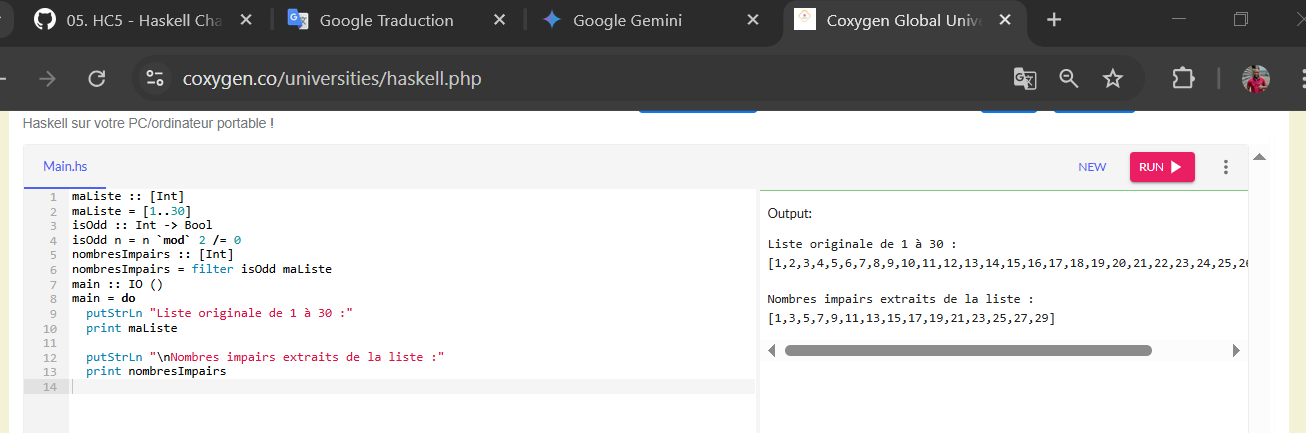 05. HC5 - Haskell Cha
Google Traduction
Google Gemini
Coxygen Global Unive
coxygen.co/universities/haskell.php
Haskell sur votre PC/ordinateur portable !
Main.hs
NEW
RUN
1 maListe :: [Int]
2 maListe = [1..30]
3 isOdd :: Int -> Bool
4 isOdd n = n `mod` 2 /= 0
5 nombresImpairs :: [Int]
6 nombresImpairs = filter isOdd maListe
7 main :: IO ()
8 main = do
9   putStrLn "Liste originale de 1 à 30 :"
10   print maListe
11
12   putStrLn "\nNombres impairs extraits de la liste :"
13   print nombresImpairs
14
Output:
Liste originale de 1 à 30 :
[1,2,3,4,5,6,7,8,9,10,11,12,13,14,15,16,17,18,19,20,21,22,23,24,25,26
Nombres impairs extraits de la liste :
[1,3,5,7,9,11,13,15,17,19,21,23,25,27,29]